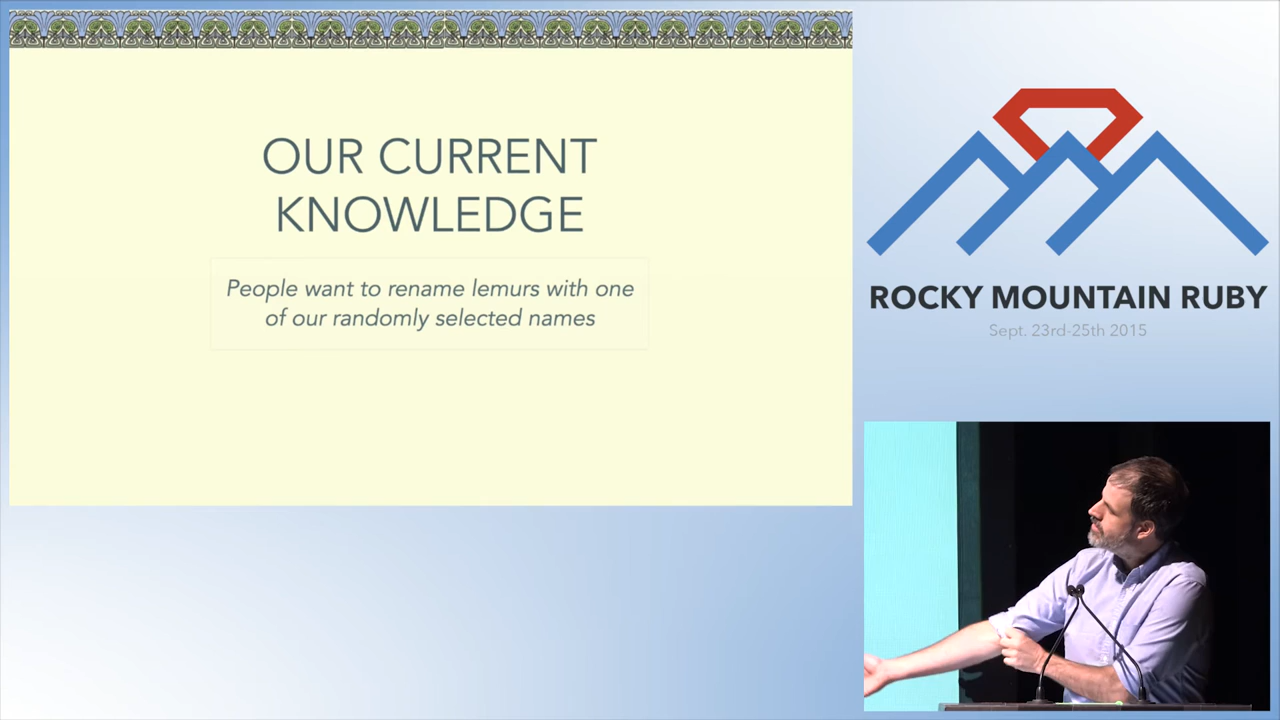 OUR CURRENT
KNOWLEDGE
People want to rename lemurs with one
of our randomly selected names
ROCKY MOUNTAIN RUBY
Sept. 23rd-25th 2015